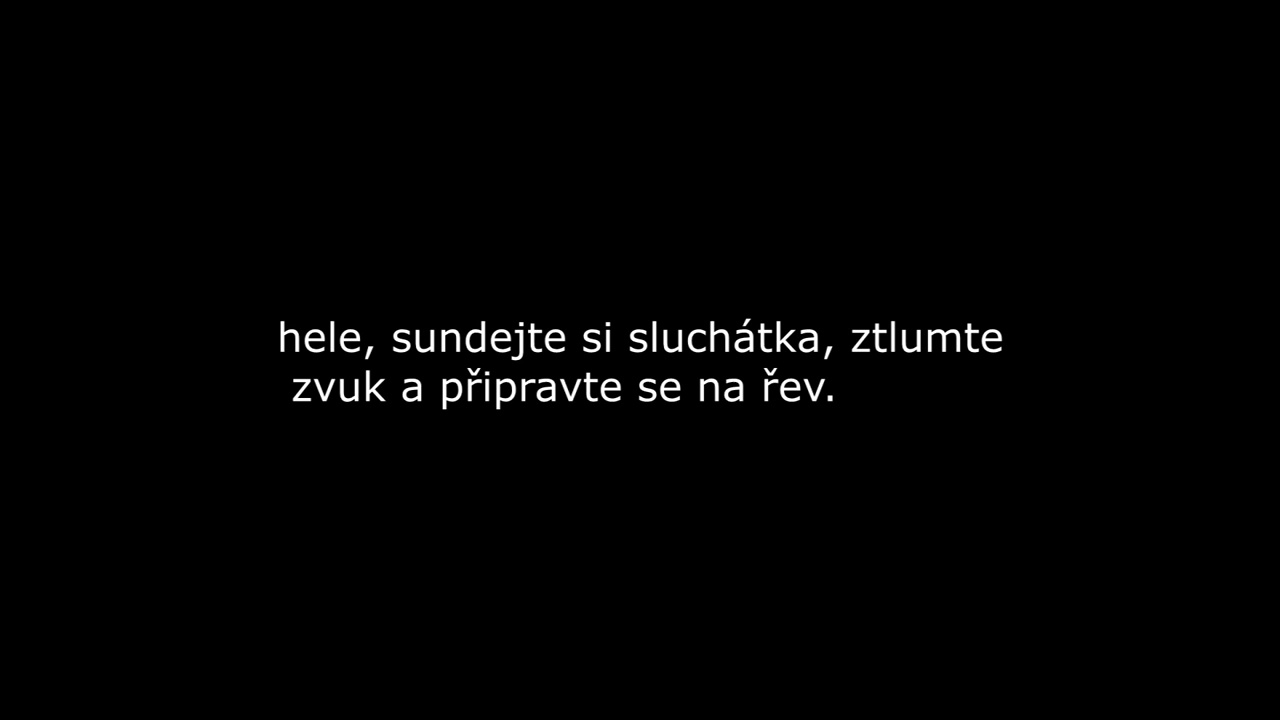 hele, sundejte si sluchátka, ztlumte
zvuk a připravte se na řev.